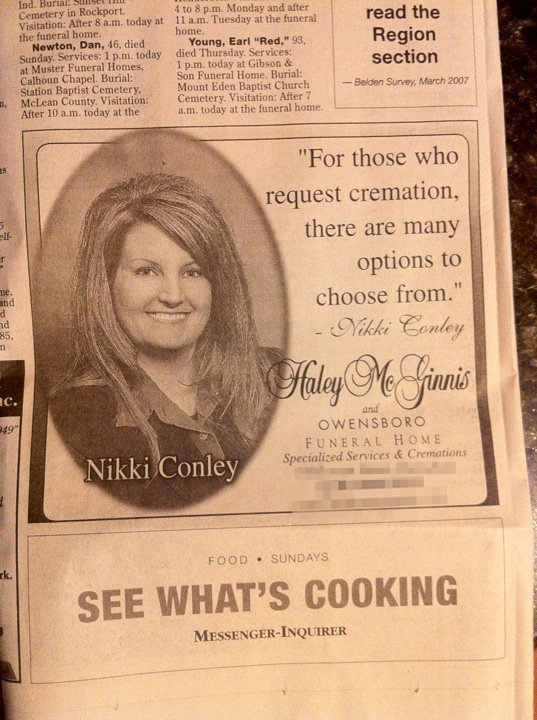 Ind. Burial: Sunset Hill
Cemetery in Rockport.
Visitation: After 8 a.m. today at
the funeral home.
Newton, Dan, 46, died
Sunday. Services: 1 p.m. today
at Muster Funeral Homes,
Calhoun Chapel. Burial:
Station Baptist Cemetery,
McLean County. Visitation:
After 10 a.m. today at the
4 to 8 p.m. Monday and after
11 a.m. Tuesday at the funeral
home.
Young, Earl "Red," 93,
died Thursday. Services:
1 p.m. today at Gibson &
Son Funeral Home. Burial:
Mount Eden Baptist Church
Cemetery. Visitation: After 7
a.m. today at the funeral home.
read the
Region
section
— Belden Survey, March 2007
"For those who
request cremation,
there are many
options to
choose from."
- Nikki Conley
Nikki Conley
Haley McGinnis
and
OWENSBORO
FUNERAL HOME
Specialized Services & Cremations
FOOD • SUNDAYS
SEE WHAT'S COOKING
MESSENGER-INQUIRER